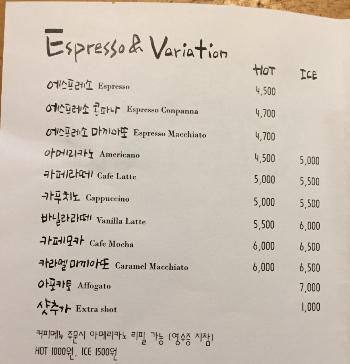 Espresso & Variation
HOT ICE
에스프레소 Espresso 4,500
에스프레소 콘파나 Espresso Conpanna 4,700
에스프레소 마끼아또 Espresso Macchiato 4,700
아메리카노 Americano 4,500 5,000
카페라떼 Cafe Latte 5,000 5,500
카푸치노 Cappuccino 5,000 5,500
바닐라라떼 Vanilla Latte 5,500 6,000
카페모카 Cafe Mocha 6,000 6,500
카라멜 마끼아또 Caramel Macchiato 6,000 6,500
아포카토 Affogato 7,000
샷추가 Extra shot 1,000
커피메뉴 주문시 아메리카노 리필 가능 (영수증 지참)
HOT 1000원, ICE 1500원